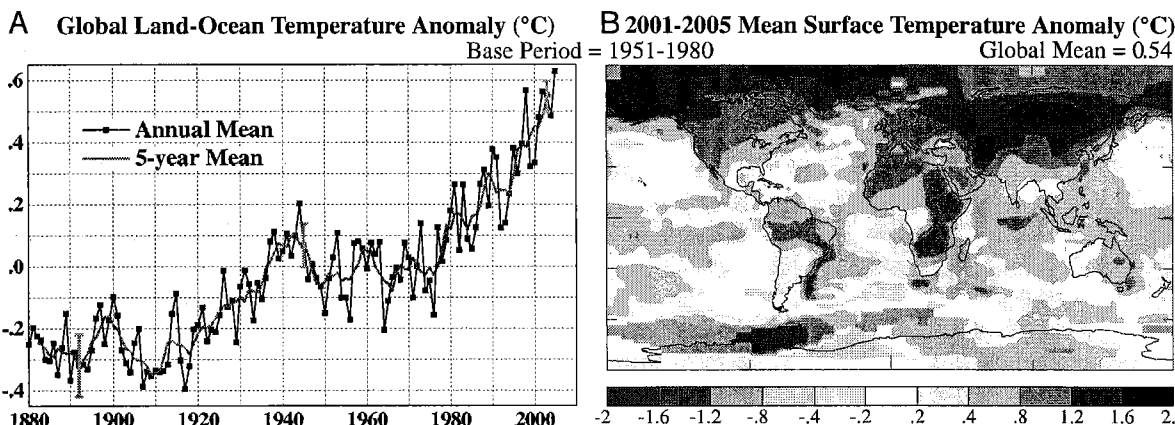 A Global Land-Ocean Temperature Anomaly (°C)
B 2001-2005 Mean Surface Temperature Anomaly (°C)
Base Period = 1951-1980
Global Mean = 0.54
.6
.4
.2
.0
-.2
-.4
Annual Mean
5-year Mean
1880 1900 1920 1940 1960 1980 2000
-2 -1.6 -1.2 -.8 -.4 -.2 .2 .4 .8 1.2 1.6 2.1